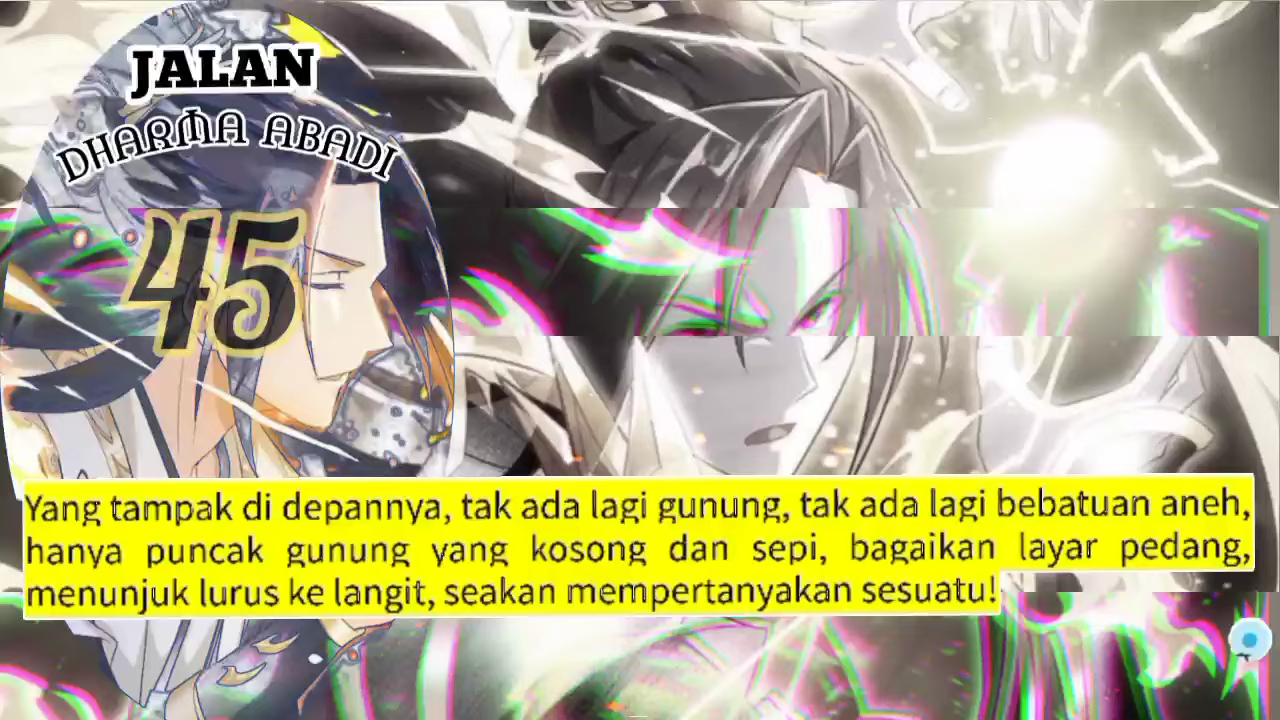 JALAN
DHARMA ABADI
45
Yang tampak di depannya, tak ada lagi gunung, tak ada lagi bebatuan aneh,
hanya puncak gunung yang kosong dan sepi, bagaikan layar pedang,
menunjuk lurus ke langit, seakan mempertanyakan sesuatu!